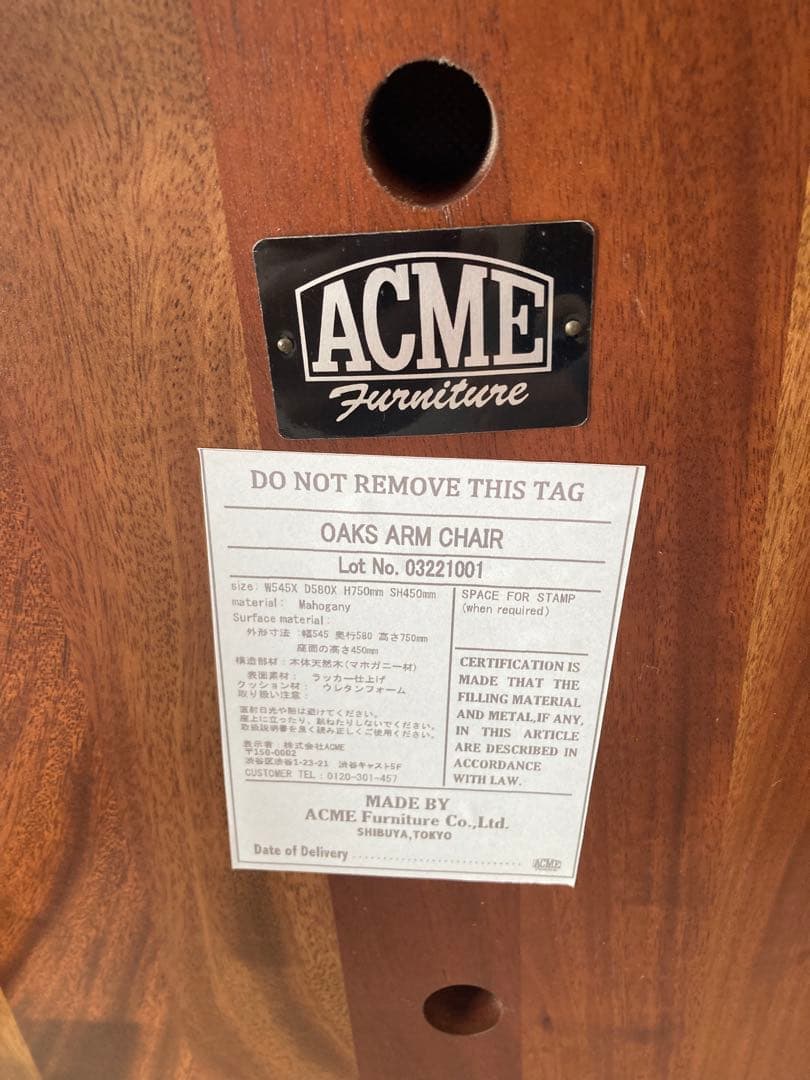 ACME
Furniture
DO NOT REMOVE THIS TAG
OAKS ARM CHAIR
Lot No. 03221001
size: W545X D580X H750mm SH450mm
material: Mahogany
Surface material:
外形寸法 :幅545 奥行580 高さ750mm
座面の高さ450mm
構造部材:本体天然木(マホガニー材)
表面素材: ラッカー仕上げ
クッション材: ウレタンフォーム
取り扱い注意:
直射日光や熱は避けてください。
座上に立ったり、跳ねたりしないでください。
取扱説明書を良く読み正しくご使用ください。
表示者:株式会社ACME
〒150-0002
渋谷区渋谷1-23-21 渋谷キャスト5F
CUSTOMER TEL:0120-301-457
SPACE FOR STAMP
(when required)
CERTIFICATION IS
MADE THAT THE
FILLING MATERIAL
AND METAL,IF ANY,
IN THIS ARTICLE
ARE DESCRIBED IN
ACCORDANCE
WITH LAW.
MADE BY
ACME Furniture Co.,Ltd.
SHIBUYA,TOKYO
Date of Delivery
ACME